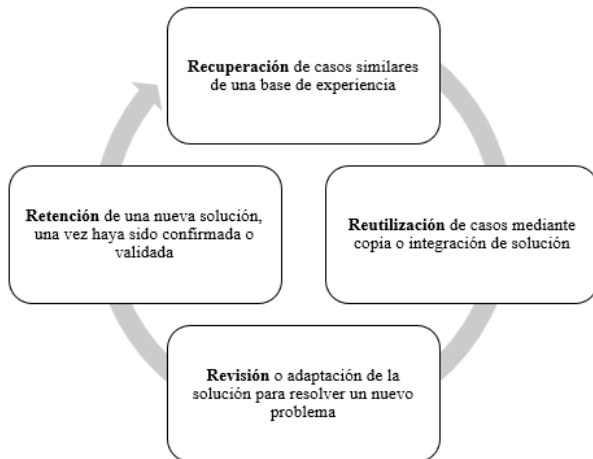 Recuperación de casos similares
de una base de experiencia
Reutilización de casos mediante
copia o integración de solución
Revisión o adaptación de la
solución para resolver un nuevo
problema
Retención de una nueva solución,
una vez haya sido confirmada o
validada